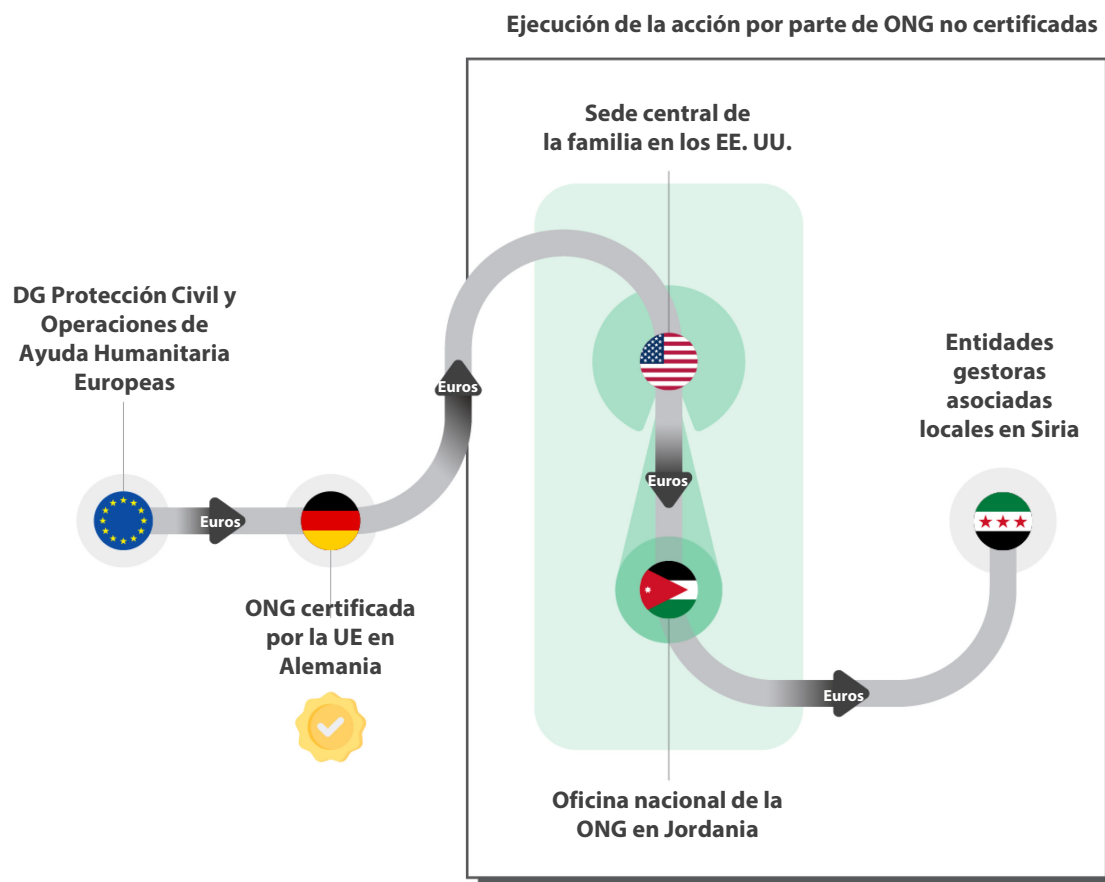 Ejecución de la acción por parte de ONG no certificadas
Sede central de
la familia en los EE. UU.
DG Protección Civil y
Operaciones de
Ayuda Humanitaria
Europeas
Euros
Entidades
gestoras
asociadas
locales en Siria
Euros
Euros
ONG certificada
por la UE en
Alemania
Euros
Oficina nacional de la
ONG en Jordania